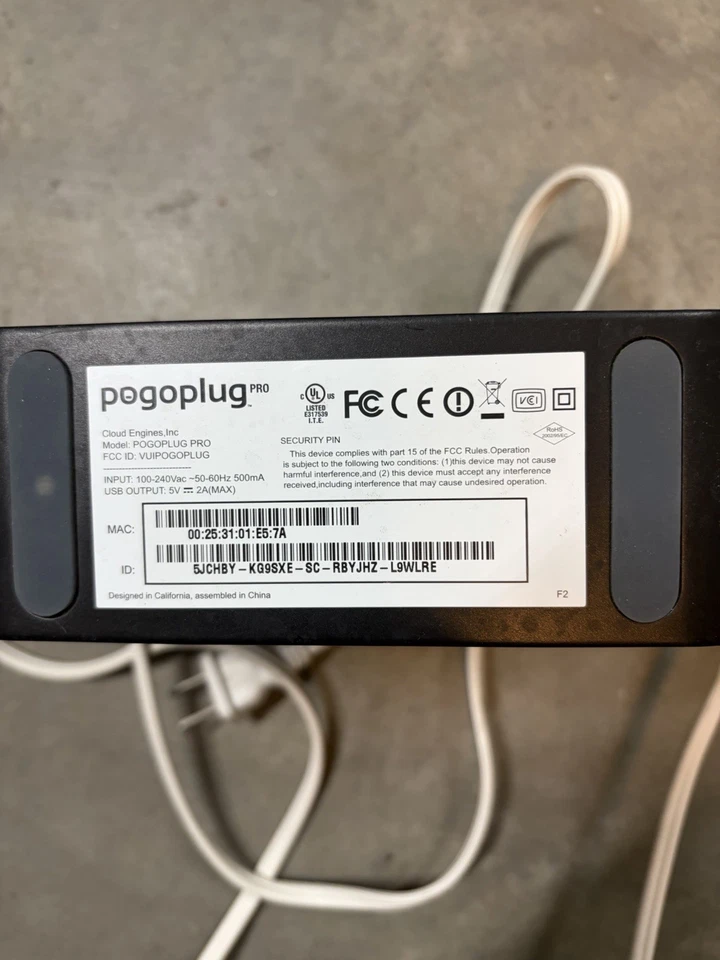 pogoplug PRO
™
C UL US
LISTED
E317539
I.T.E.
FC CE
VCI
RoHS
2002/95/EC
Cloud Engines,Inc
Model: POGOPLUG PRO
FCC ID: VUIPOGOPLUG
INPUT: 100-240Vac ~50-60Hz 500mA
USB OUTPUT: 5V ⎓ 2A(MAX)
SECURITY PIN
This device complies with part 15 of the FCC Rules.Operation
is subject to the following two conditions: (1)this device may not cause
harmful interference,and (2) this device must accept any interference
received,including interference that may cause undesired operation.
MAC:
00:25:31:01:E5:7A
ID:
5JCHBY-KG9SXE-SC-RBYJHZ-L9WLRE
Designed in California, assembled in China
F2